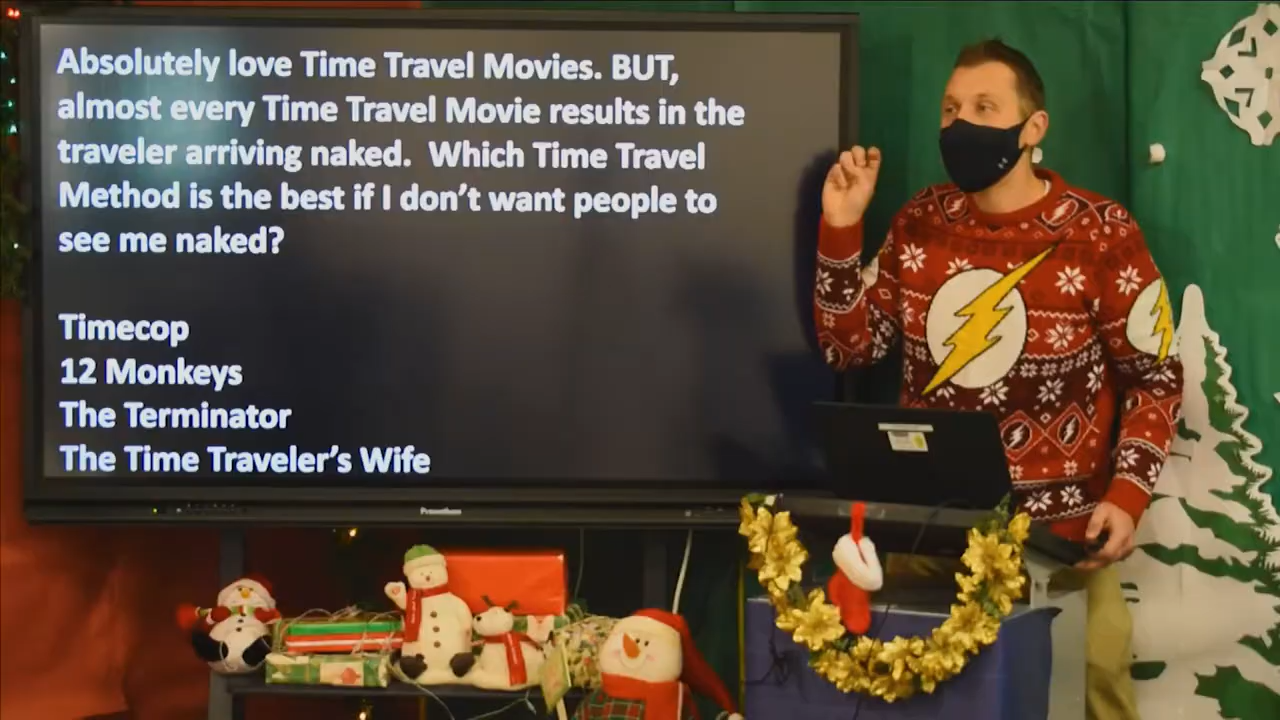 Absolutely love Time Travel Movies. BUT,
almost every Time Travel Movie results in the
traveler arriving naked.  Which Time Travel
Method is the best if I don’t want people to
see me naked?
Timecop
12 Monkeys
The Terminator
The Time Traveler’s Wife
Promethean